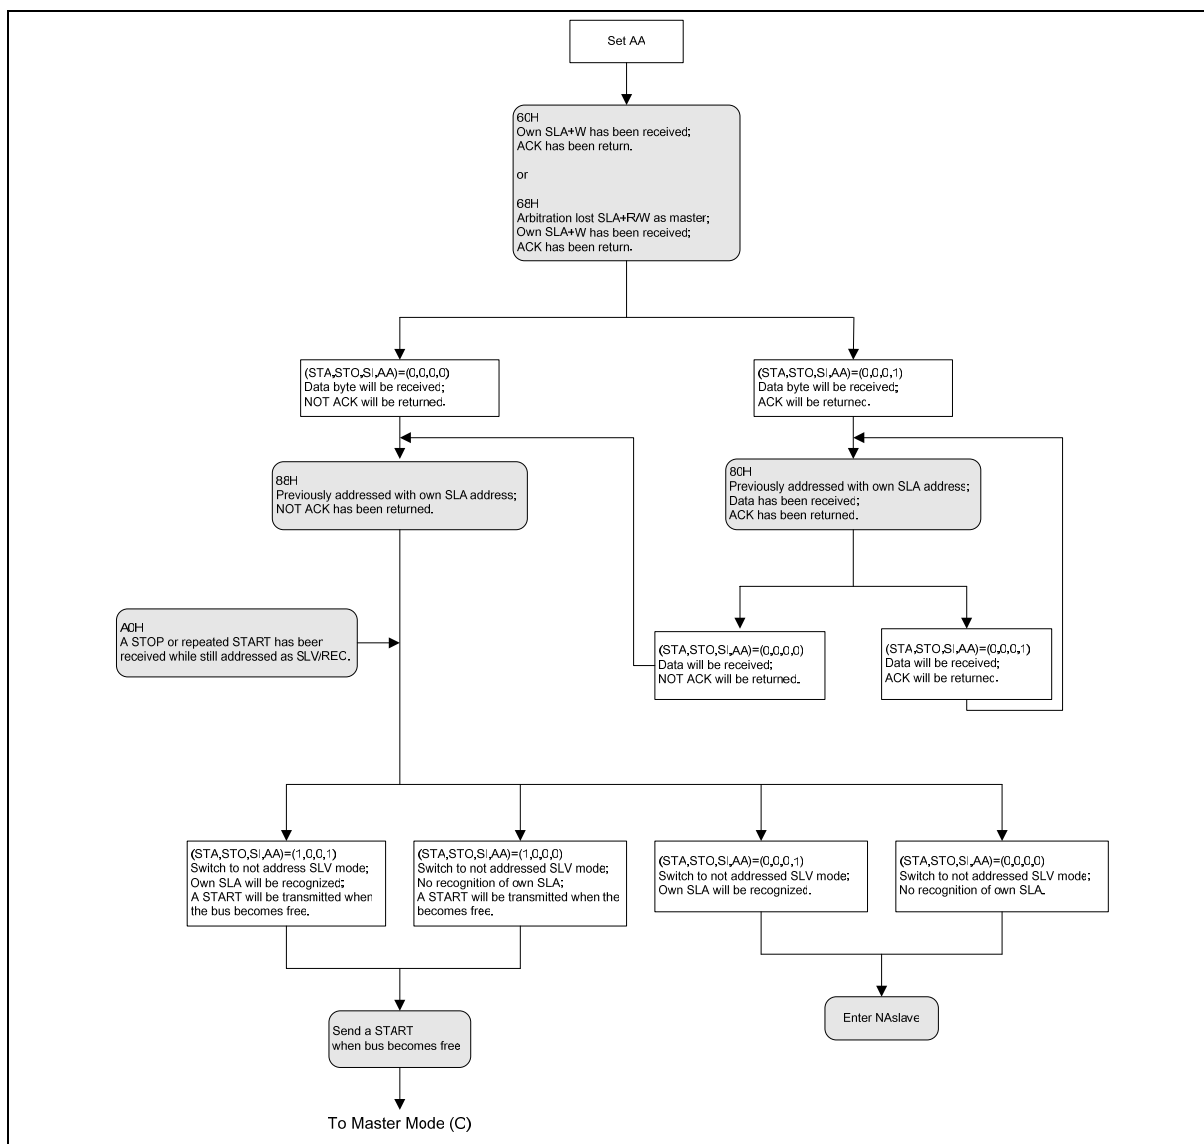 Set AA
60H
Own SLA+W has been received;
ACK has been return.
or
68H
Arbitration lost SLA+R/W as master;
Own SLA+W has been received;
ACK has been return.
(STA,STO,SI,AA)=(0,0,0,0)
Data byte will be received;
NOT ACK will be returned.
(STA,STO,SI,AA)=(0,0,0,1)
Data byte will be received;
ACK will be returned.
88H
Previously addressed with own SLA address;
NOT ACK has been returned.
80H
Previously addressed with own SLA address;
Data has been received;
ACK has been returned.
A0H
A STOP or repeated START has been
received while still addressed as SLV/REC.
(STA,STO,SI,AA)=(0,0,0,0)
Data will be received;
NOT ACK will be returned.
(STA,STO,SI,AA)=(0,0,0,1)
Data will be received;
ACK will be returned.
(STA,STO,SI,AA)=(1,0,0,1)
Switch to not address SLV mode;
Own SLA will be recognized;
A START will be transmitted when
the bus becomes free.
(STA,STO,SI,AA)=(1,0,0,0)
Switch to not addressed SLV mode;
No recognition of own SLA;
A START will be transmitted when the
becomes free.
(STA,STO,SI,AA)=(0,0,0,1)
Switch to not addressed SLV mode;
Own SLA will be recognized.
(STA,STO,SI,AA)=(0,0,0,0)
Switch to not addressed SLV mode;
No recognition of own SLA.
Send a START
when bus becomes free
Enter NAslave
To Master Mode (C)